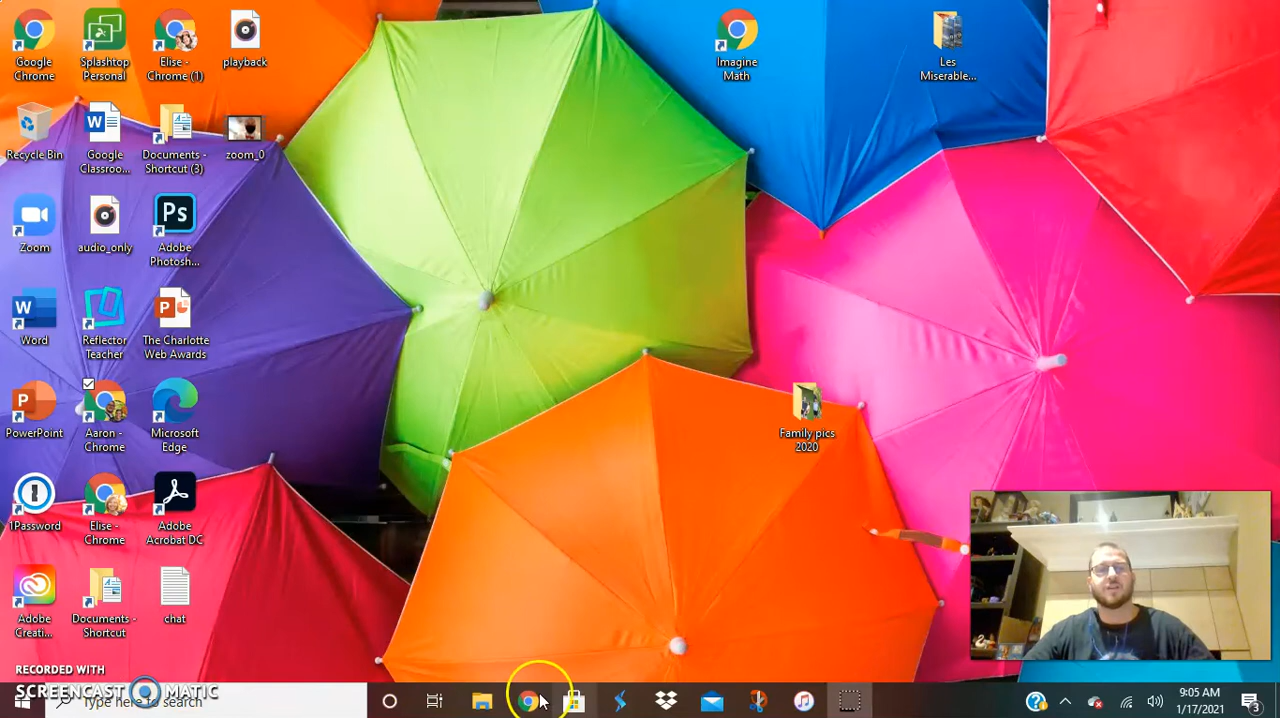 Google
Chrome
Splashtop
Personal
Elise -
Chrome (1)
playback
Imagine
Math
Les
Miserable...
Recycle Bin
Google
Classroo...
Documents -
Shortcut (3)
zoom_0
Zoom
audio_only
Ps
Adobe
Photosh...
W
Word
Reflector
Teacher
P
The Charlotte
Web Awards
P
PowerPoint
Aaron -
Chrome
Microsoft
Edge
Family pics
2020
1Password
Elise -
Chrome
Adobe
Acrobat DC
Adobe
Creati...
Documents -
Shortcut
chat
RECORDED WITH
SCREENCAST MATIC
Type here to search
9:05 AM
1/17/2021
3